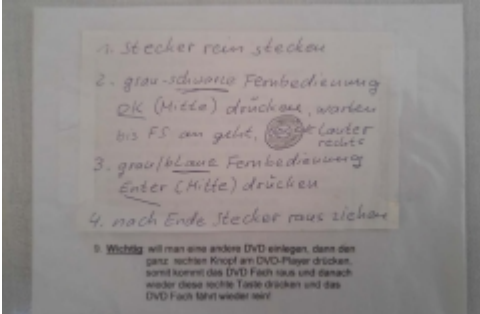 1. Stecker rein stecken
2. grau-schwarze Fernbedienung
OK (Mitte) drücken, warten
bis FS an geht, lauter
rechts
3. grau/blaue Fernbedienung
Enter (Mitte) drücken
4. nach Ende Stecker raus ziehen
9. Wichtig: will man eine andere DVD einlegen, dann den
ganz rechten Knopf am DVD-Player drücken,
somit kommt das DVD Fach raus und danach
wieder diese rechte Taste drücken und das
DVD Fach fährt wieder rein!